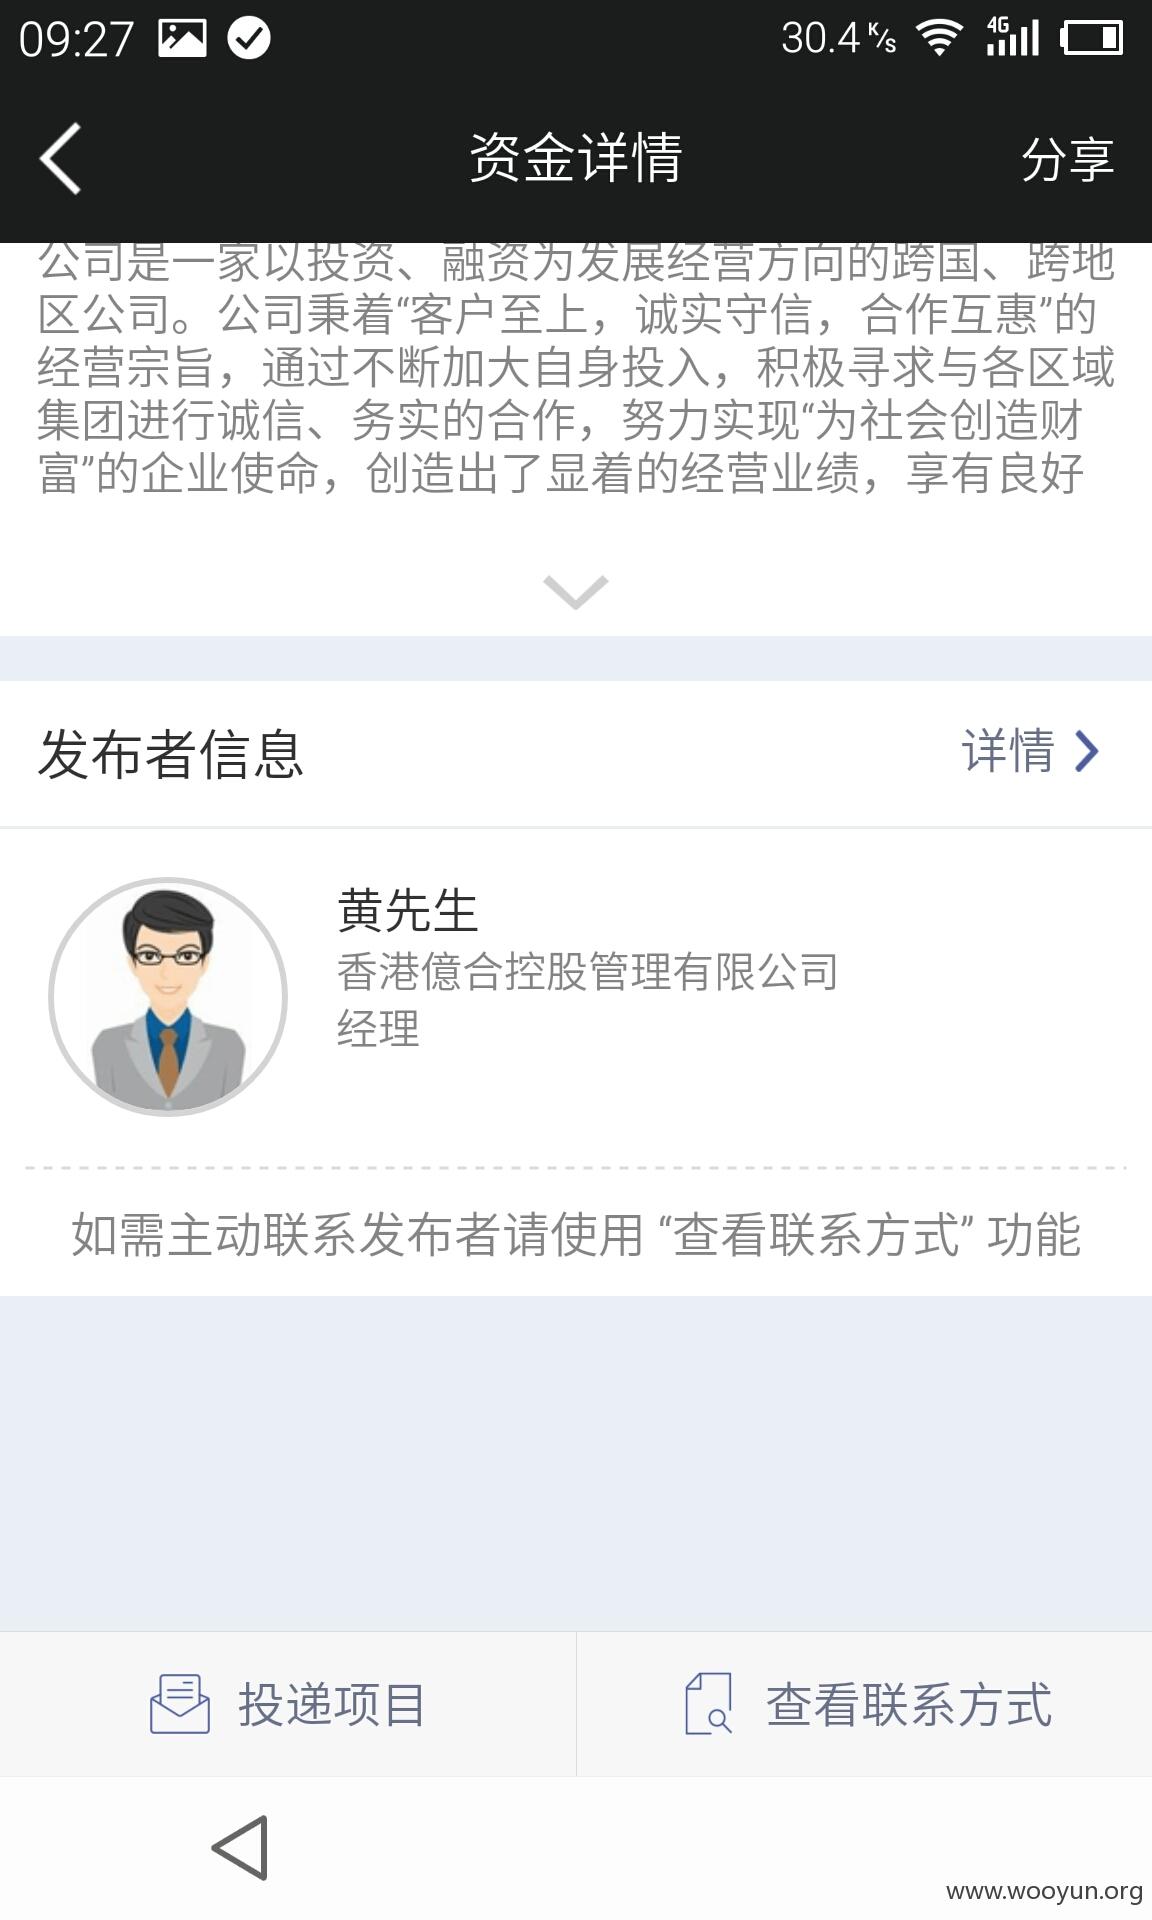 09:27
30.4 K/s
4G
资金详情
分享
公司是一家以投资、融资为发展经营方向的跨国、跨地
区公司。公司秉着“客户至上，诚实守信，合作互惠”的
经营宗旨，通过不断加大自身投入，积极寻求与各区域
集团进行诚信、务实的合作，努力实现“为社会创造财
富”的企业使命，创造出了显着的经营业绩，享有良好
发布者信息
详情
黄先生
香港億合控股管理有限公司
经理
如需主动联系发布者请使用 “查看联系方式” 功能
投递项目
查看联系方式
www.wooyun.org